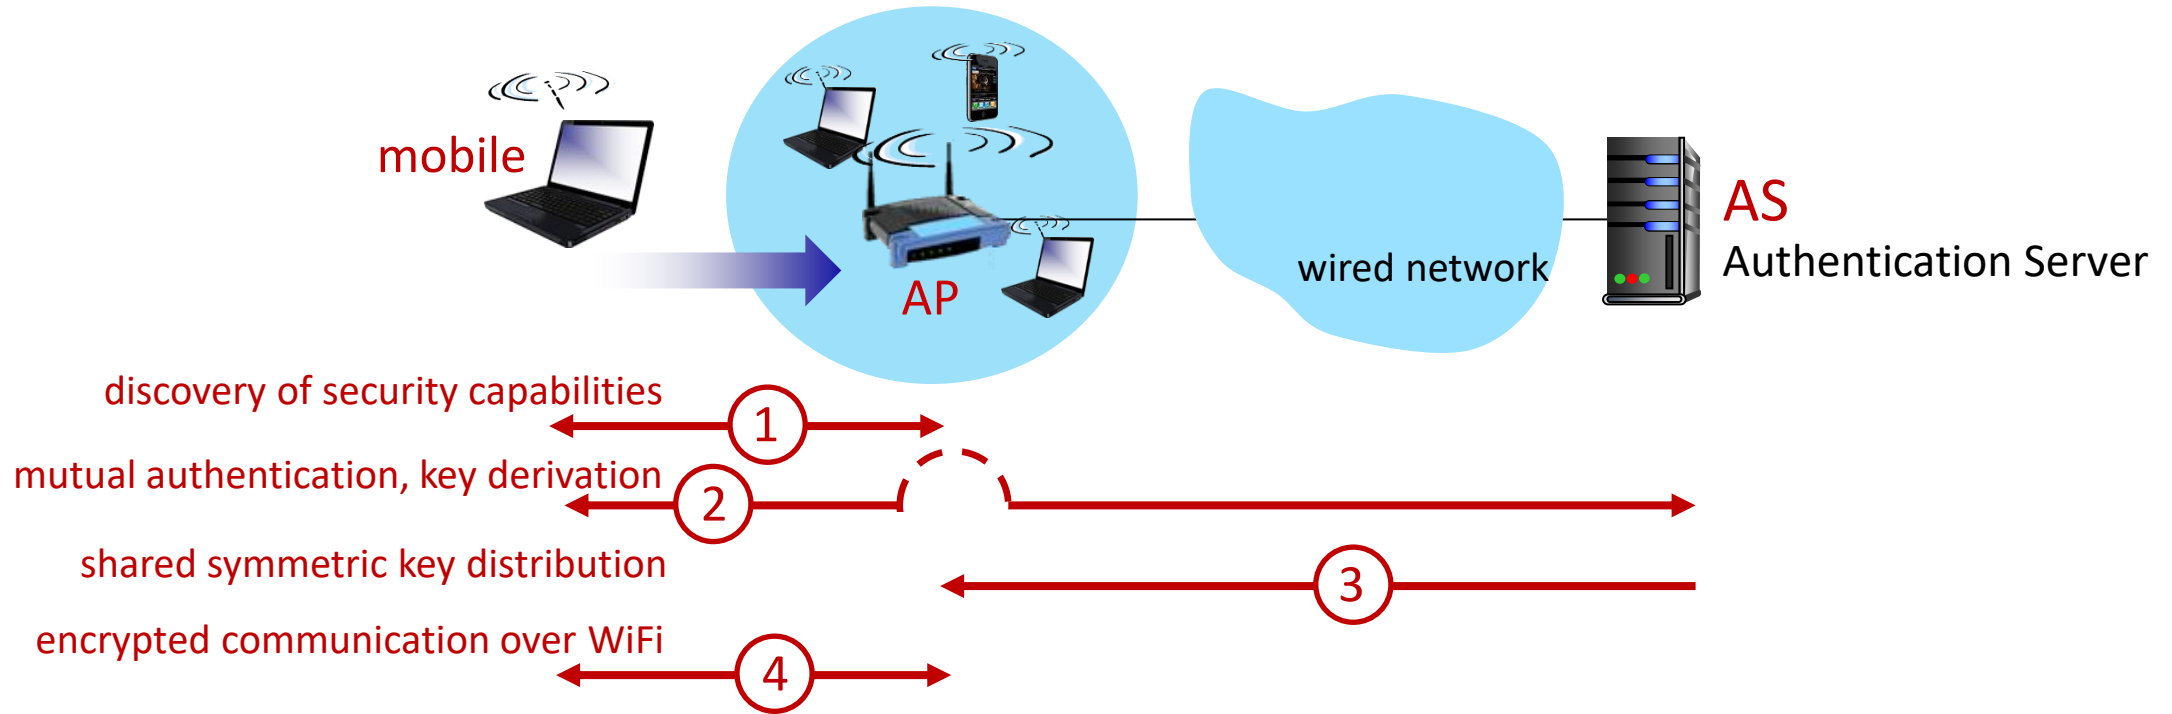 mobile
AP
wired network
AS
Authentication Server
discovery of security capabilities
1
mutual authentication, key derivation
2
shared symmetric key distribution
3
encrypted communication over WiFi
4